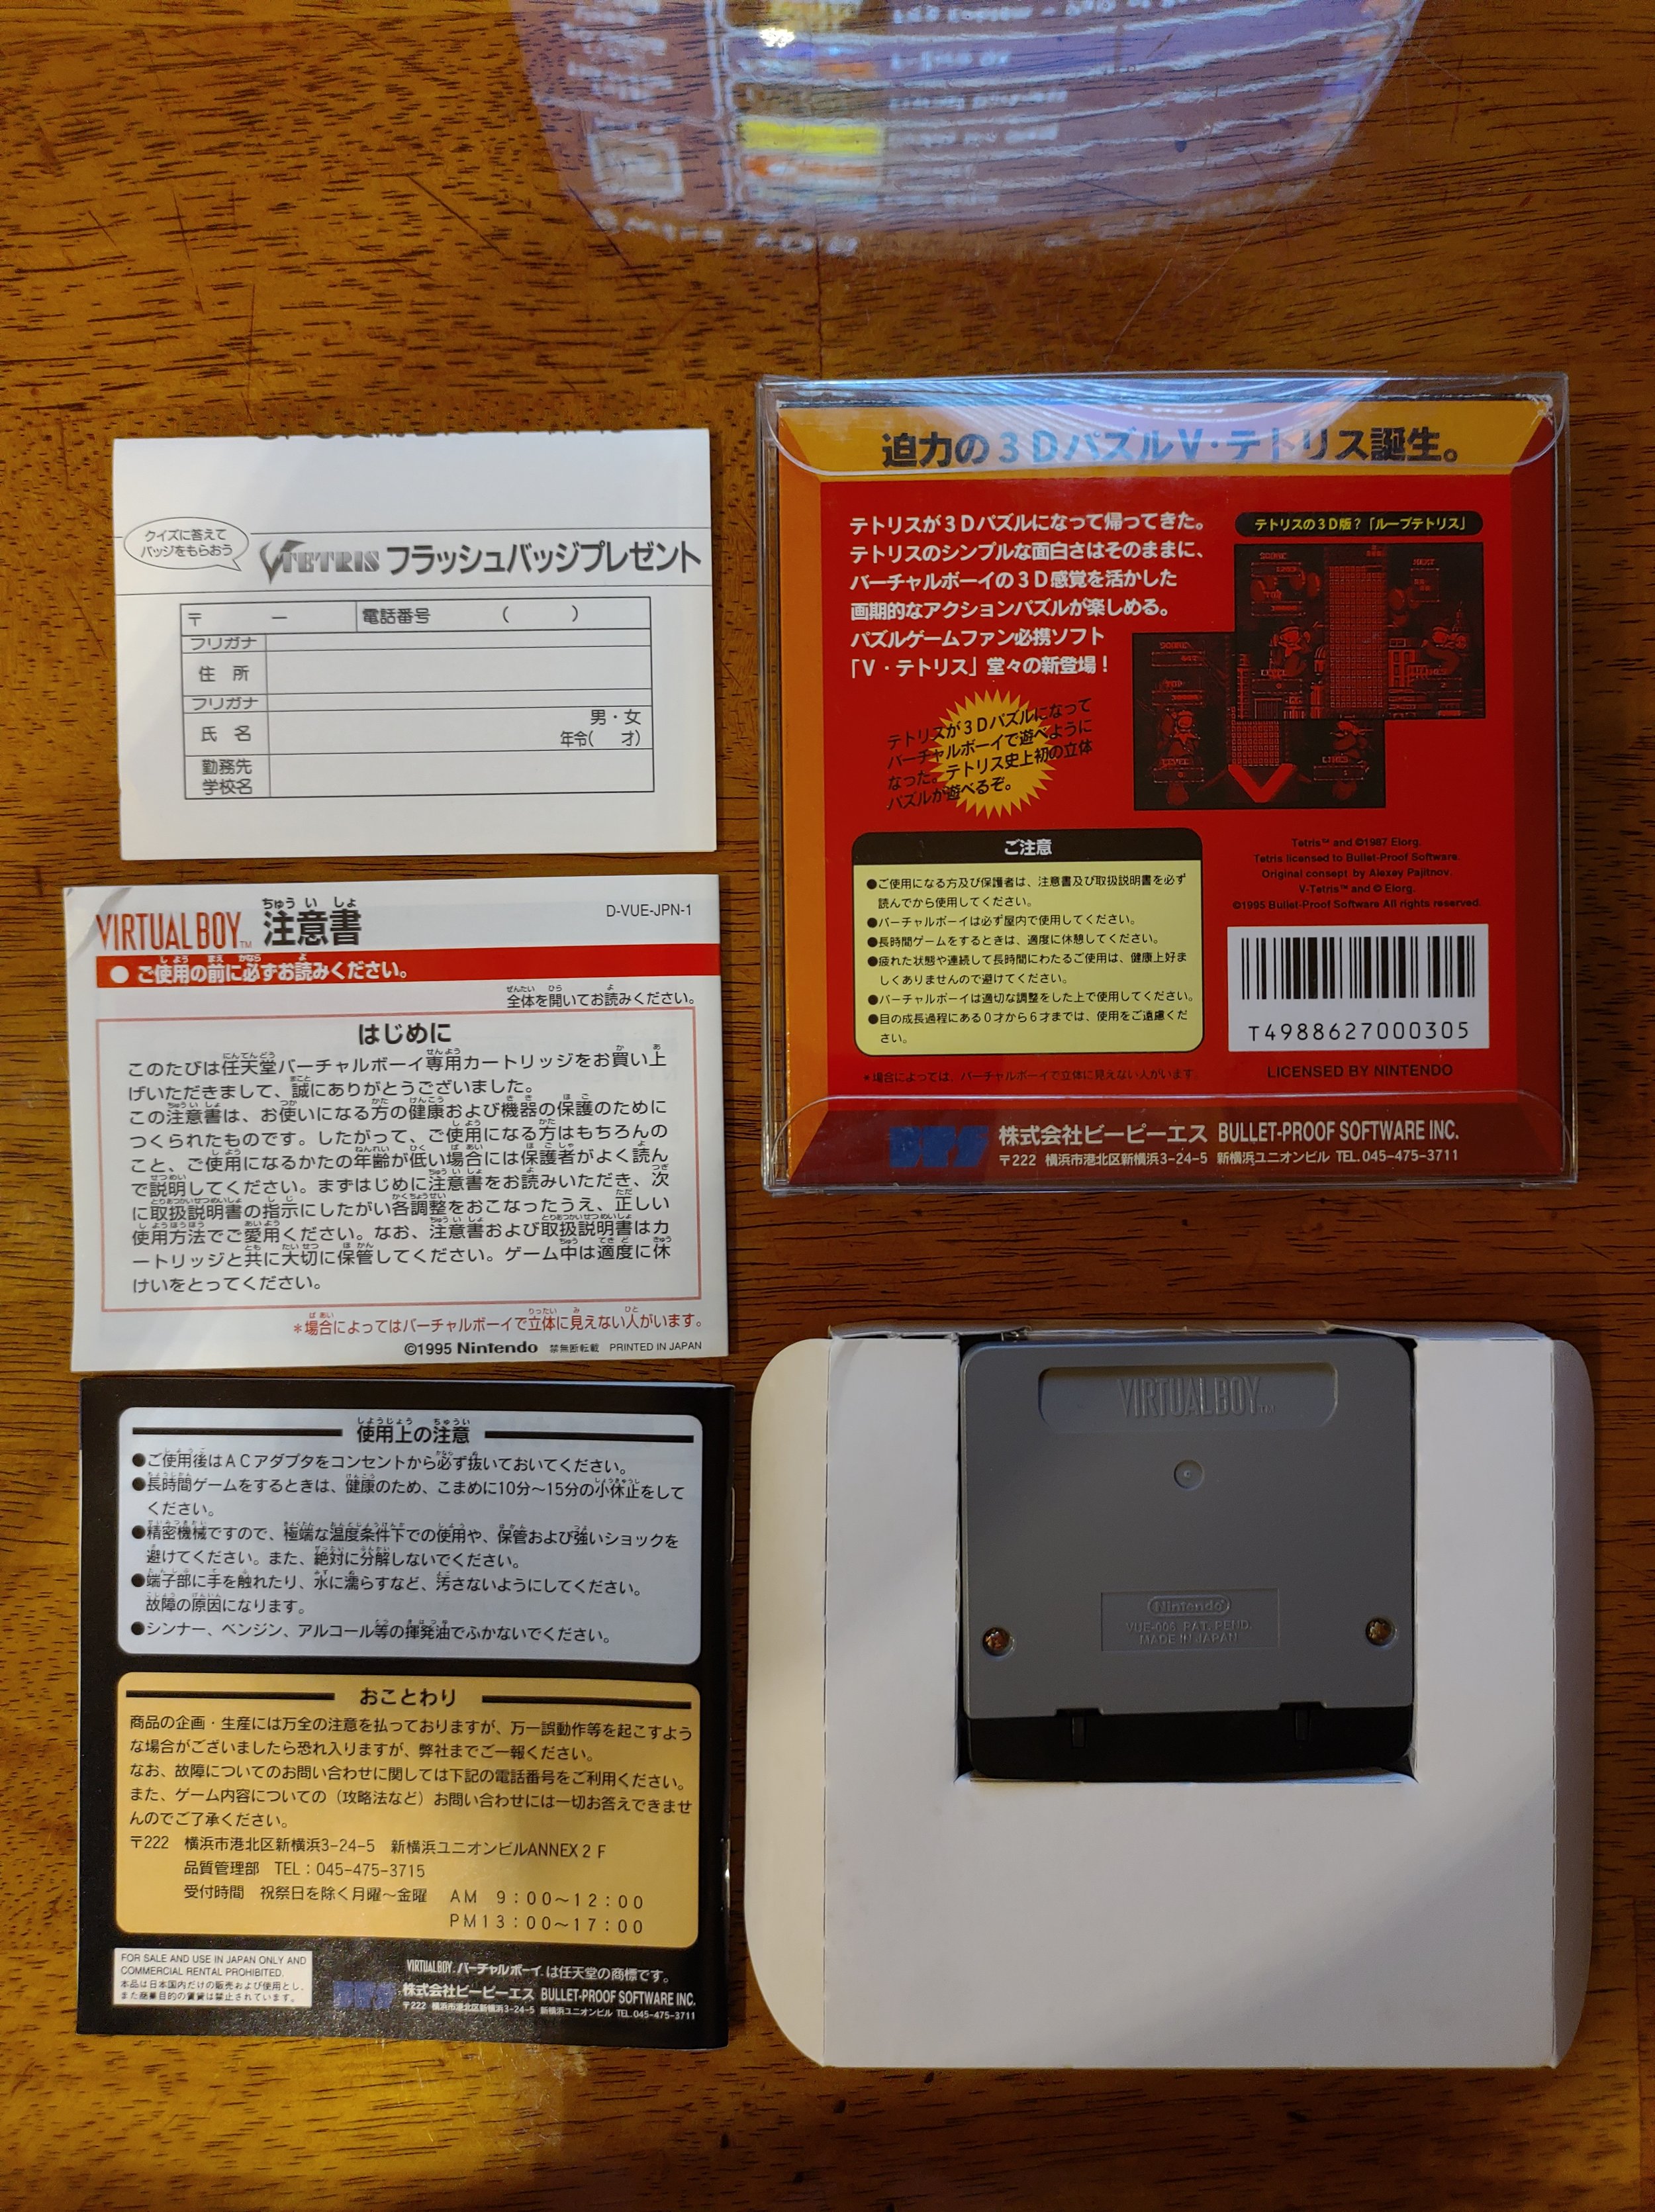 クイズに答えて
バッジをもらおう
V TETRIS フラッシュバッジプレゼント
〒 − 電話番号 ( )
フリガナ
住所
フリガナ
氏名
男・女
年令( 才)
勤務先
学校名
VIRTUAL BOY TM 注意書
ちゅういしょ
D-VUE-JPN-1
●ご使用の前に必ずお読みください。
全体を開いてお読みください。
はじめに
このたびは任天堂バーチャルボーイ専用カートリッジをお買い上
げいただきまして、誠にありがとうございました。
この注意書は、お使いになる方の健康および機器の保護のために
つくられたものです。したがって、ご使用になる方はもちろんの
こと、ご使用になるかたの年齢が低い場合には保護者がよく読ん
で説明してください。まずはじめに注意書をお読みいただき、次
に取扱説明書の指示にしたがい各調整をおこなったうえ、正しい
使用方法でご愛用ください。なお、注意書および取扱説明書はカ
ートリッジと共に大切に保管してください。ゲーム中は適度に休
けいをとってください。
*場合によってはバーチャルボーイで立体に見えない人がいます。
©1995 Nintendo 禁無断転載 PRINTED IN JAPAN
使用上の注意
●ご使用後はACアダプタをコンセントから必ず抜いておいてください。
●長時間ゲームをするときは、健康のため、こまめに10分〜15分の小休止をして
ください。
●精密機械ですので、極端な温度条件下での使用や、保管および強いショックを
避けてください。また、絶対に分解しないでください。
●端子部に手を触れたり、水に濡らすなど、汚さないようにしてください。
故障の原因になります。
●シンナー、ベンジン、アルコール等の揮発油でふかないでください。
おことわり
商品の企画・生産には万全の注意を払っておりますが、万一誤動作等を起こすよう
な場合がございましたら恐れ入りますが、弊社までご一報ください。
なお、故障についてのお問い合わせに関しては下記の電話番号をご利用ください。
また、ゲーム内容についての(攻略法など)お問い合わせには一切お答えできませ
んのでご了承ください。
〒222 横浜市港北区新横浜3-24-5 新横浜ユニオンビルANNEX2F
品質管理部 TEL:045-475-3715
受付時間 祝祭日を除く月曜〜金曜 AM 9:00〜12:00
PM13:00〜17:00
FOR SALE AND USE IN JAPAN ONLY AND
COMMERCIAL RENTAL PROHIBITED.
本品は日本国内だけの販売および使用とし、
また商業目的の賃貸は禁止されています。
VIRTUAL BOY、バーチャルボーイ は任天堂の商標です。
BPS 株式会社ビーピーエス BULLET-PROOF SOFTWARE INC.
〒222 横浜市港北区新横浜3-24-5 新横浜ユニオンビル TEL.045-475-3711
迫力の3DパズルV・テトリス誕生。
テトリスが3Dパズルになって帰ってきた。
テトリスのシンプルな面白さはそのままに、
バーチャルボーイの3D感覚を活かした
画期的なアクションパズルが楽しめる。
パズルゲームファン必携ソフト
「V・テトリス」堂々の新登場!
テトリスの3D版?「ループテトリス」
テトリスが3Dパズルになって
バーチャルボーイで遊べように
なった。テトリス史上初の立体
パズルが遊べるぞ。
ご注意
●ご使用になる方及び保護者は、注意書及び取扱説明書を必ず
読んでから使用してください。
●バーチャルボーイは必ず屋内で使用してください。
●長時間ゲームをするときは、適度に休憩してください。
●疲れた状態や連続して長時間にわたるご使用は、健康上好ま
しくありませんので避けてください。
●バーチャルボーイは適切な調整をした上で使用してください。
●目の成長過程にある0才から6才までは、使用をご遠慮くだ
さい。
*場合によっては、バーチャルボーイで立体に見えない人がいます。
Tetris™ and ©1987 Elorg.
Tetris licensed to Bullet-Proof Software.
Original consept by Alexey Pajitnov.
V-Tetris™ and © Elorg.
©1995 Bullet-Proof Software All rights reserved.
T4988627000305
LICENSED BY NINTENDO
BPS 株式会社ビーピーエス BULLET-PROOF SOFTWARE INC.
〒222 横浜市港北区新横浜3-24-5 新横浜ユニオンビル TEL.045-475-3711
VIRTUAL BOY TM
Nintendo
VUE-006 PAT. PEND.
MADE IN JAPAN